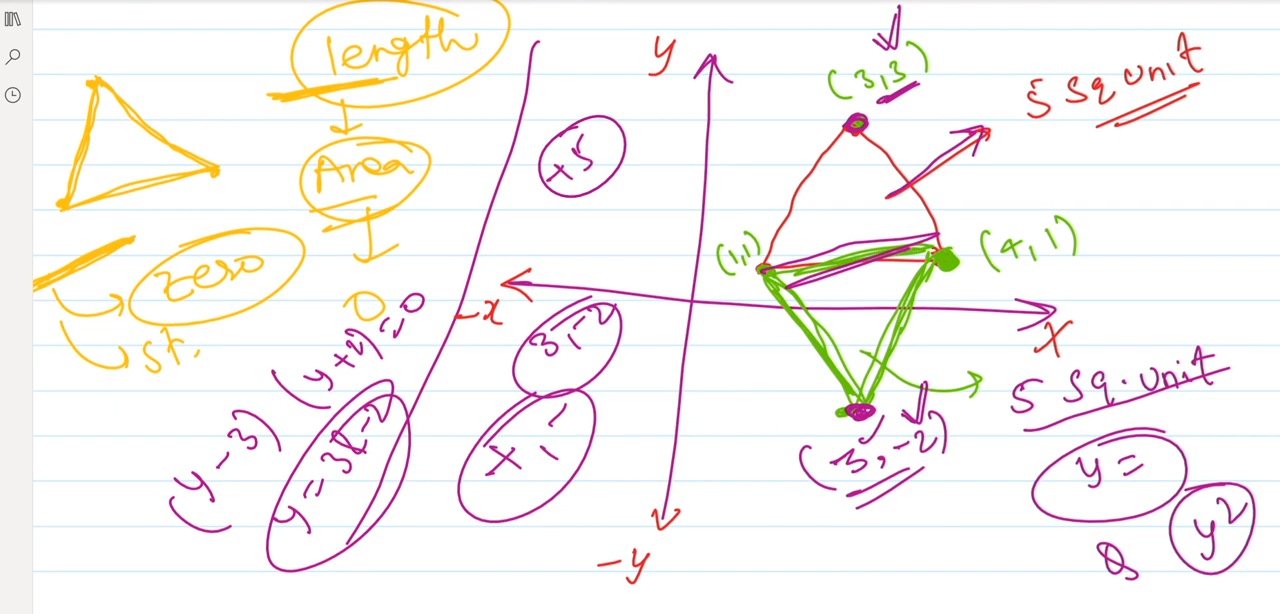 length
Area
0
zero
st.
(y+2)=0
(y-3)
y=3,-2
+5
3,-2
+,-
y
-y
-x
x
(3,3)
5 sq unit
(1,1)
(4,1)
(3,-2)
5 sq. unit
y=
y²